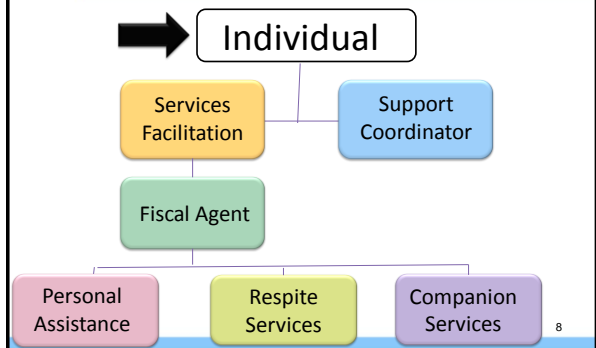 Individual
Services
Facilitation
Support
Coordinator
Fiscal Agent
Personal
Assistance
Respite
Services
Companion
Services
8